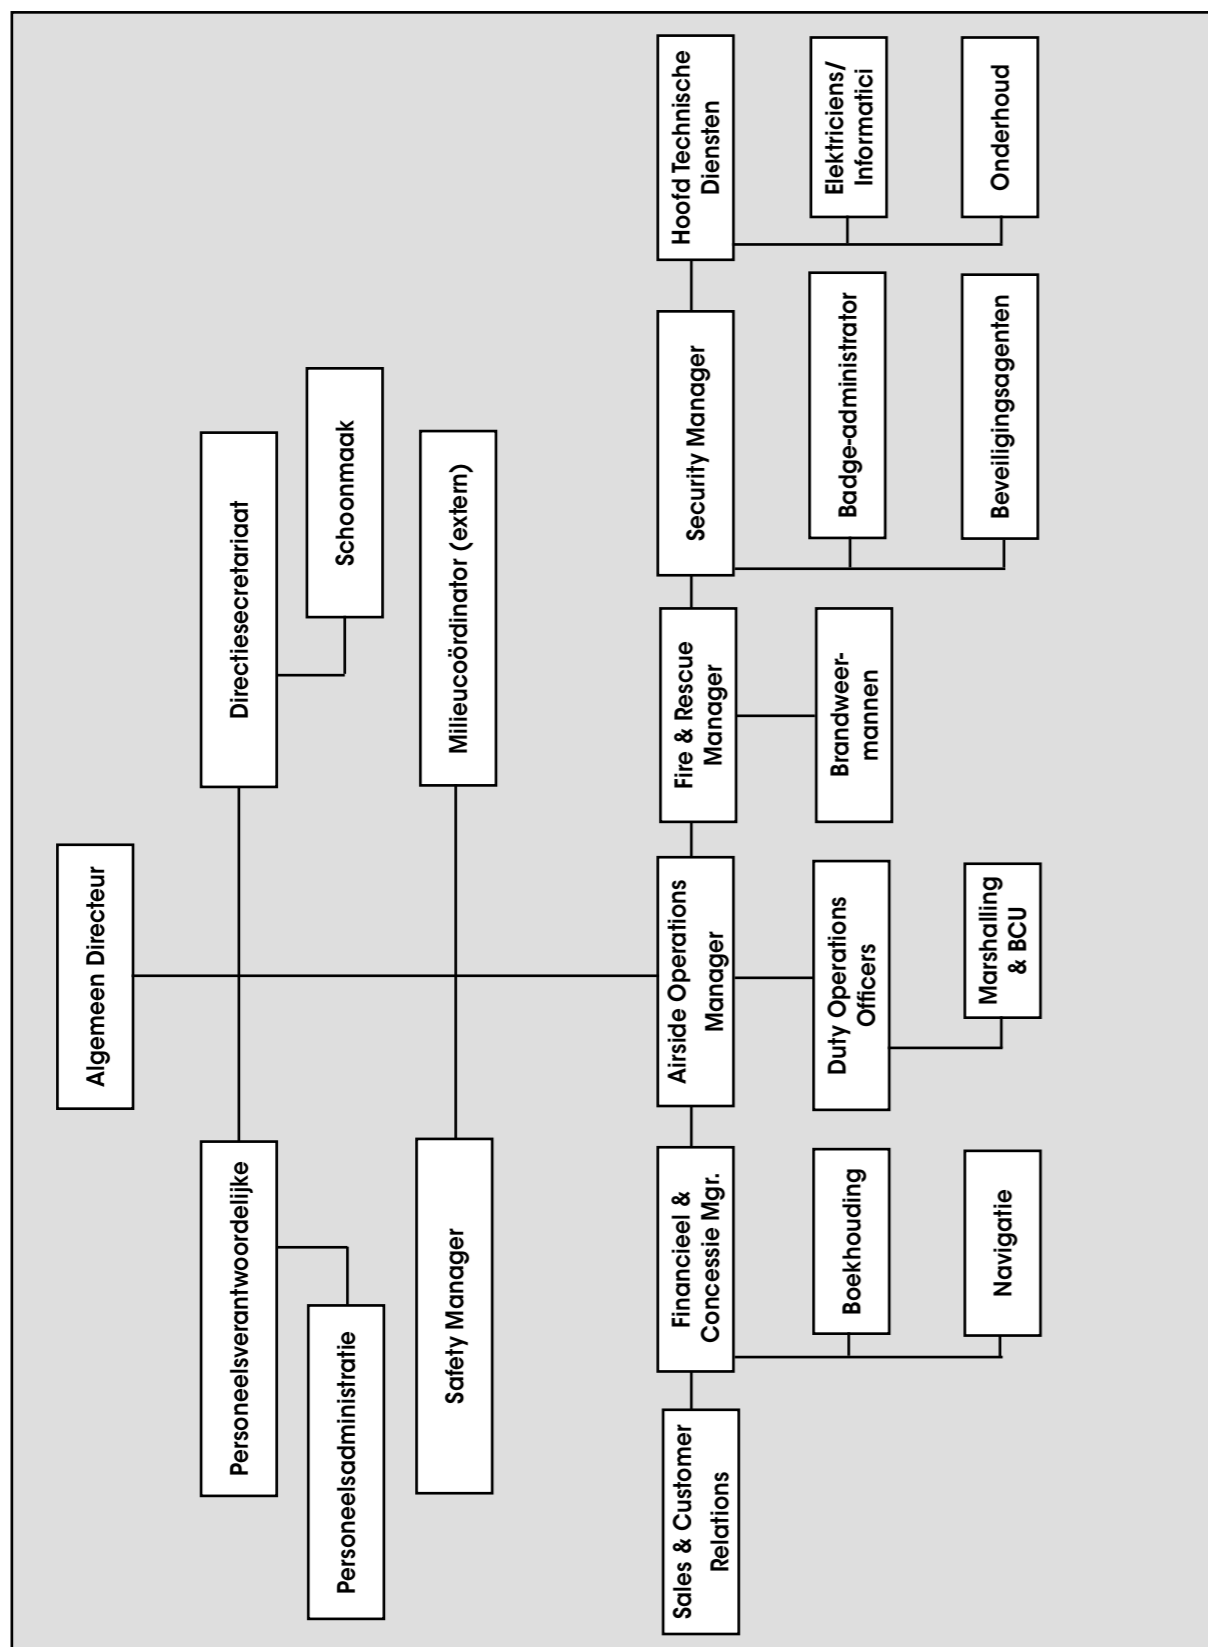 Algemeen Directeur
Personeelsverantwoordelijke
Directiesecretariaat
Personeelsadministratie
Schoonmaak
Safety Manager
Milieucoördinator (extern)
Sales & Customer
Relations
Financieel &
Concessie Mgr.
Airside Operations
Manager
Fire & Rescue
Manager
Security Manager
Hoofd Technische
Diensten
Boekhouding
Duty Operations
Officers
Brandweer-
mannen
Badge-administrator
Elektriciens/
Informatici
Navigatie
Marshalling
& BCU
Beveiligingsagenten
Onderhoud